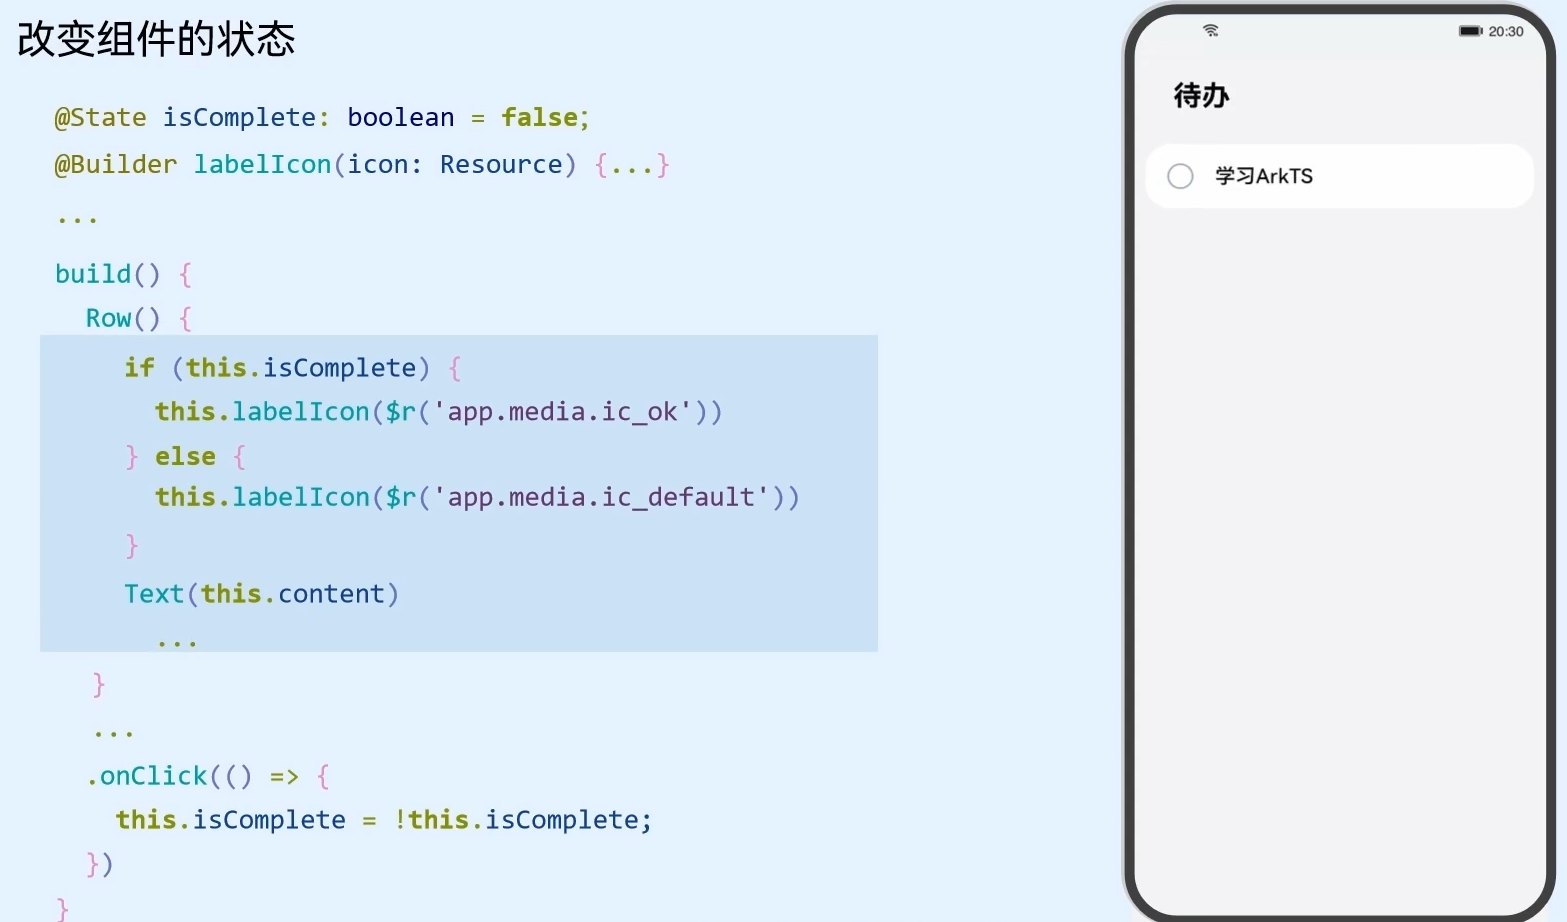 改变组件的状态
@State isComplete: boolean = false;
@Builder labelIcon(icon: Resource) {...}
...
build() {
Row() {
if (this.isComplete) {
this.labelIcon($r('app.media.ic_ok'))
} else {
this.labelIcon($r('app.media.ic_default'))
}
Text(this.content)
...
}
...
.onClick(() => {
this.isComplete = !this.isComplete;
})
}
20:30
待办
学习ArkTS